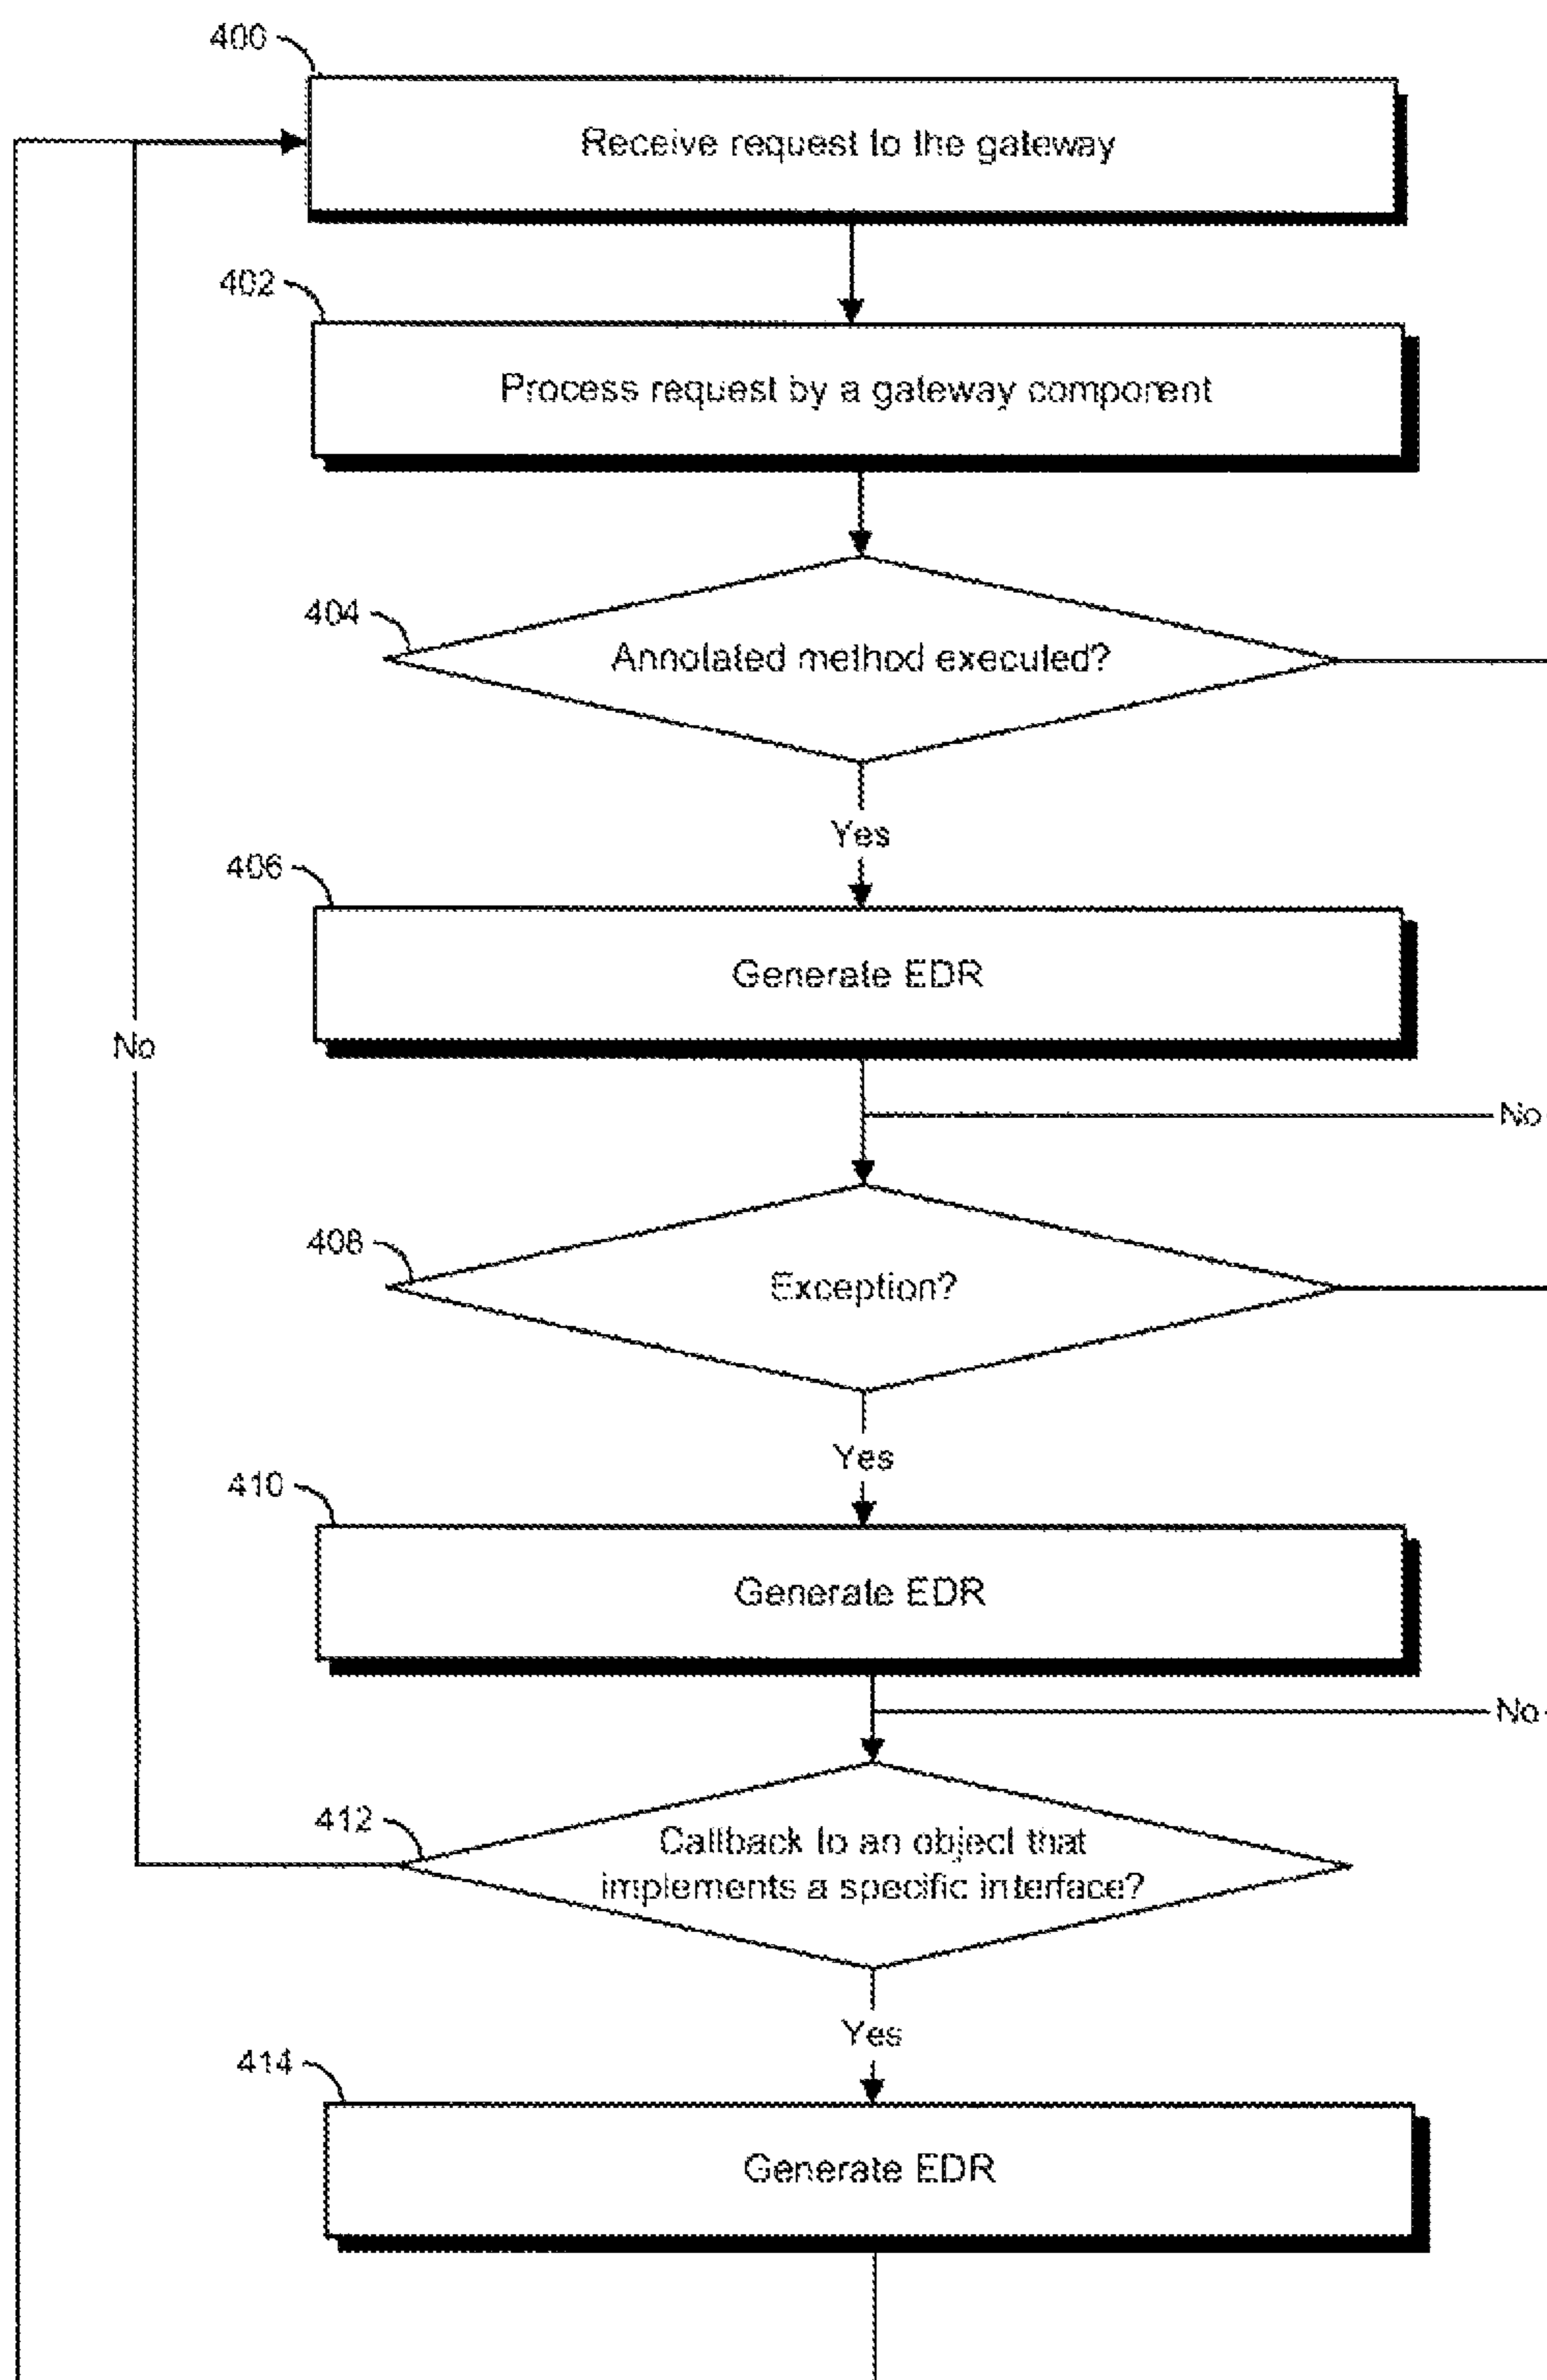 400
Receive request to the gateway
402
Process request by a gateway component
404
Annotated method executed?
Yes
406
Generate EDR
No
No
408
Exception?
Yes
410
Generate EDR
No
412
Callback to an object that
implements a specific interface?
Yes
414
Generate EDR